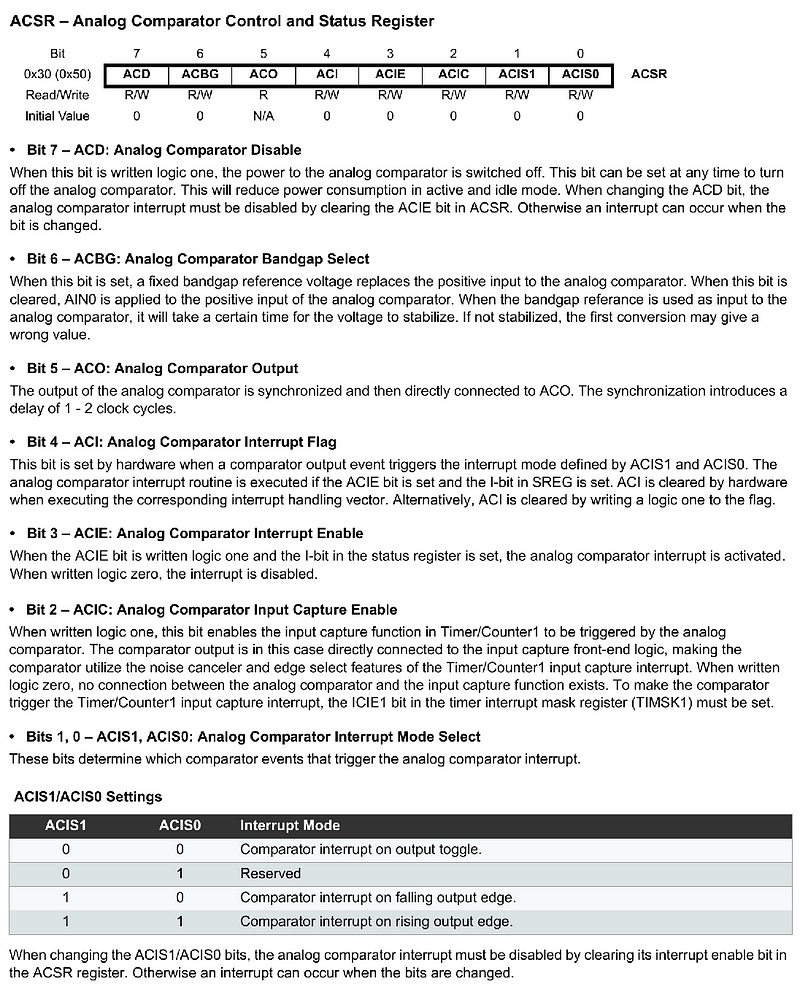 ACSR – Analog Comparator Control and Status Register
Bit 7 6 5 4 3 2 1 0
0x30 (0x50) ACD ACBG ACO ACI ACIE ACIC ACIS1 ACIS0 ACSR
Read/Write R/W R/W R R/W R/W R/W R/W R/W
Initial Value 0 0 N/A 0 0 0 0 0
• Bit 7 – ACD: Analog Comparator Disable
When this bit is written logic one, the power to the analog comparator is switched off. This bit can be set at any time to turn
off the analog comparator. This will reduce power consumption in active and idle mode. When changing the ACD bit, the
analog comparator interrupt must be disabled by clearing the ACIE bit in ACSR. Otherwise an interrupt can occur when the
bit is changed.
• Bit 6 – ACBG: Analog Comparator Bandgap Select
When this bit is set, a fixed bandgap reference voltage replaces the positive input to the analog comparator. When this bit is
cleared, AIN0 is applied to the positive input of the analog comparator. When the bandgap referance is used as input to the
analog comparator, it will take a certain time for the voltage to stabilize. If not stabilized, the first conversion may give a
wrong value.
• Bit 5 – ACO: Analog Comparator Output
The output of the analog comparator is synchronized and then directly connected to ACO. The synchronization introduces a
delay of 1 - 2 clock cycles.
• Bit 4 – ACI: Analog Comparator Interrupt Flag
This bit is set by hardware when a comparator output event triggers the interrupt mode defined by ACIS1 and ACIS0. The
analog comparator interrupt routine is executed if the ACIE bit is set and the I-bit in SREG is set. ACI is cleared by hardware
when executing the corresponding interrupt handling vector. Alternatively, ACI is cleared by writing a logic one to the flag.
• Bit 3 – ACIE: Analog Comparator Interrupt Enable
When the ACIE bit is written logic one and the I-bit in the status register is set, the analog comparator interrupt is activated.
When written logic zero, the interrupt is disabled.
• Bit 2 – ACIC: Analog Comparator Input Capture Enable
When written logic one, this bit enables the input capture function in Timer/Counter1 to be triggered by the analog
comparator. The comparator output is in this case directly connected to the input capture front-end logic, making the
comparator utilize the noise canceler and edge select features of the Timer/Counter1 input capture interrupt. When written
logic zero, no connection between the analog comparator and the input capture function exists. To make the comparator
trigger the Timer/Counter1 input capture interrupt, the ICIE1 bit in the timer interrupt mask register (TIMSK1) must be set.
• Bits 1, 0 – ACIS1, ACIS0: Analog Comparator Interrupt Mode Select
These bits determine which comparator events that trigger the analog comparator interrupt.
ACIS1/ACIS0 Settings
ACIS1 ACIS0 Interrupt Mode
0 0 Comparator interrupt on output toggle.
0 1 Reserved
1 0 Comparator interrupt on falling output edge.
1 1 Comparator interrupt on rising output edge.
When changing the ACIS1/ACIS0 bits, the analog comparator interrupt must be disabled by clearing its interrupt enable bit in
the ACSR register. Otherwise an interrupt can occur when the bits are changed.